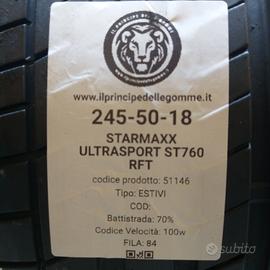 IL PRINCIPE DELLE GOMME
www.ilprincipedellegomme.it
245-50-18
STARMAXX
ULTRASPORT ST760
RFT
codice prodotto: 51146
Tipo: ESTIVI
COD:
Battistrada: 70%
Codice Velocità: 100w
FILA: 84
subito